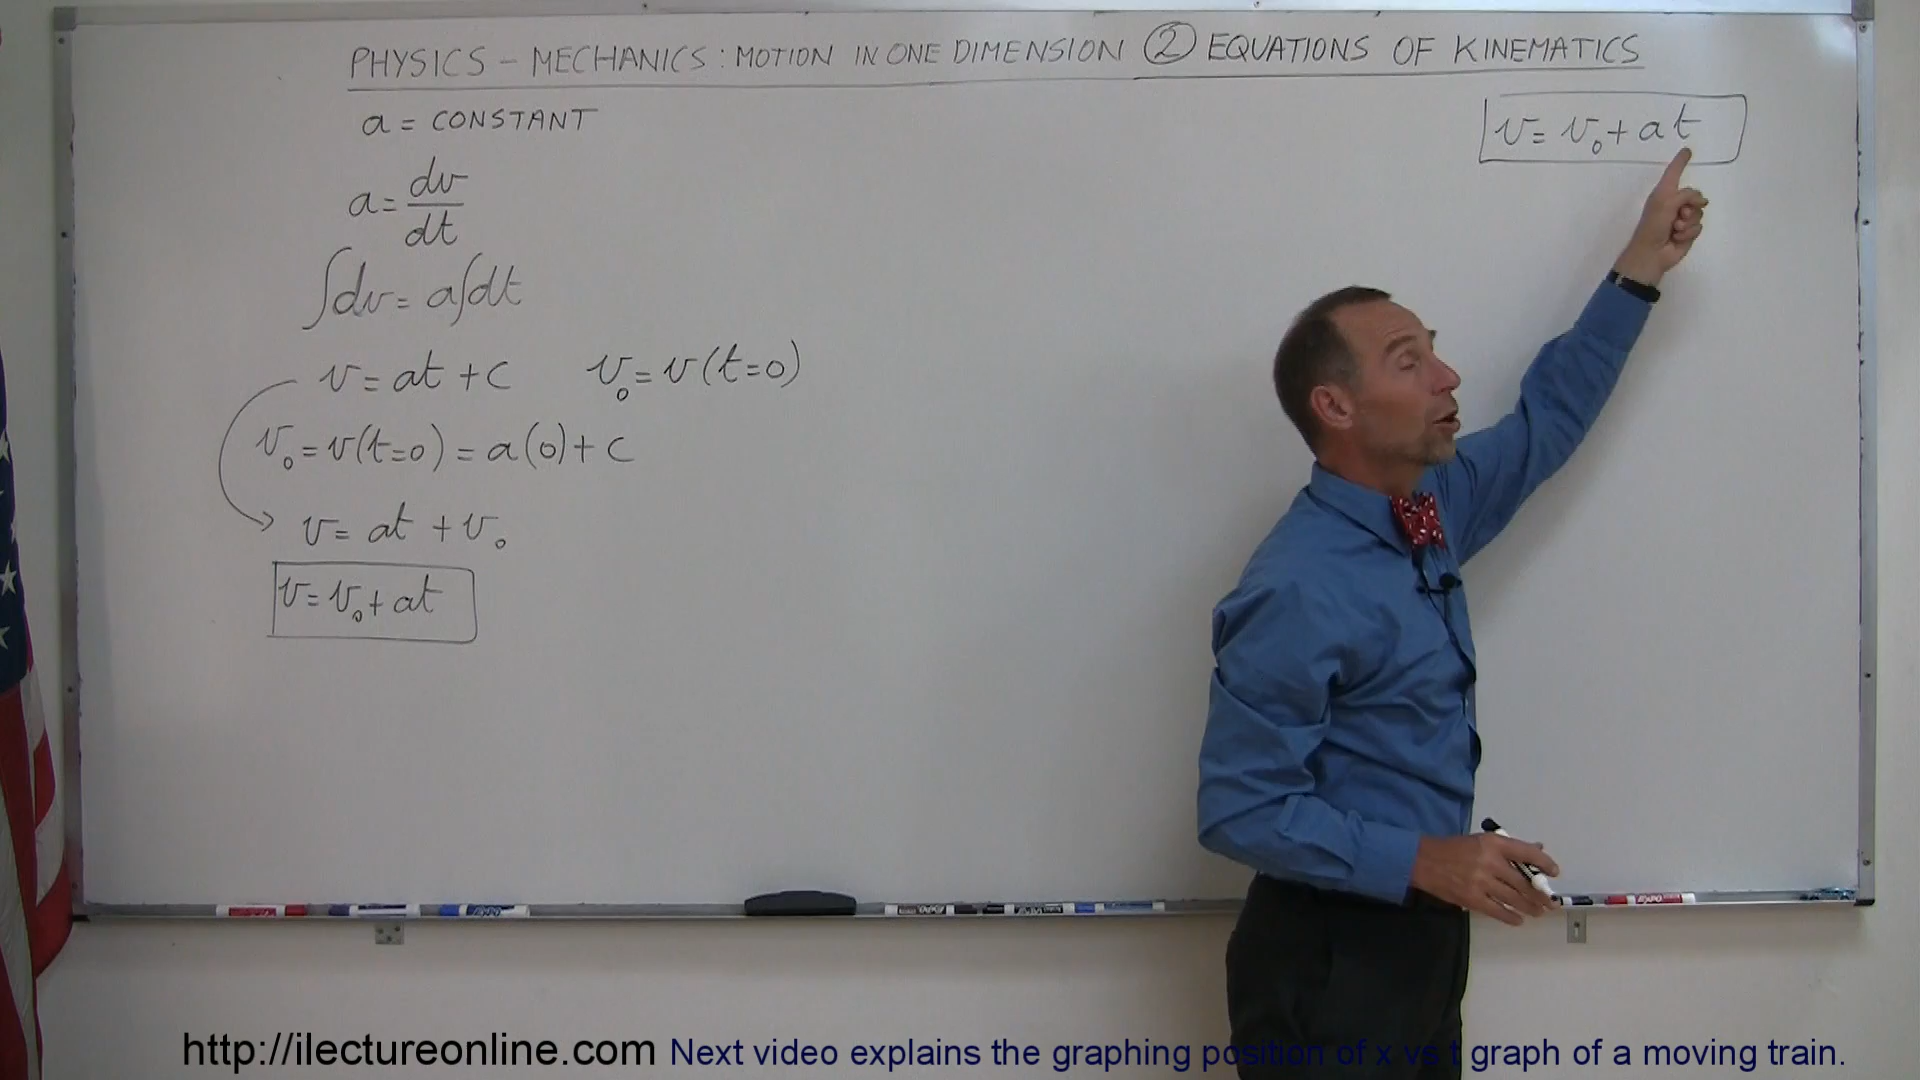 PHYSICS – MECHANICS: MOTION IN ONE DIMENSION ② EQUATIONS OF KINEMATICS
a = CONSTANT
v = v₀ + at
a = dv/dt
∫dv = a∫dt
v = at + c    v₀ = v(t=0)
v₀ = v(t=0) = a(0) + c
v = at + v₀
v = v₀ + at
EXPO
http://ilectureonline.com Next video explains the graphing position of x vs t graph of a moving train.